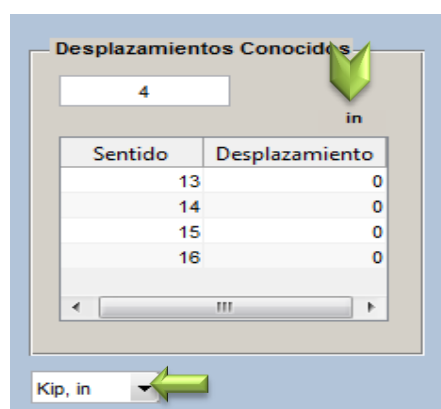 Desplazamientos Conocidos
4
in
Sentido Desplazamiento
13 0
14 0
15 0
16 0
Kip, in